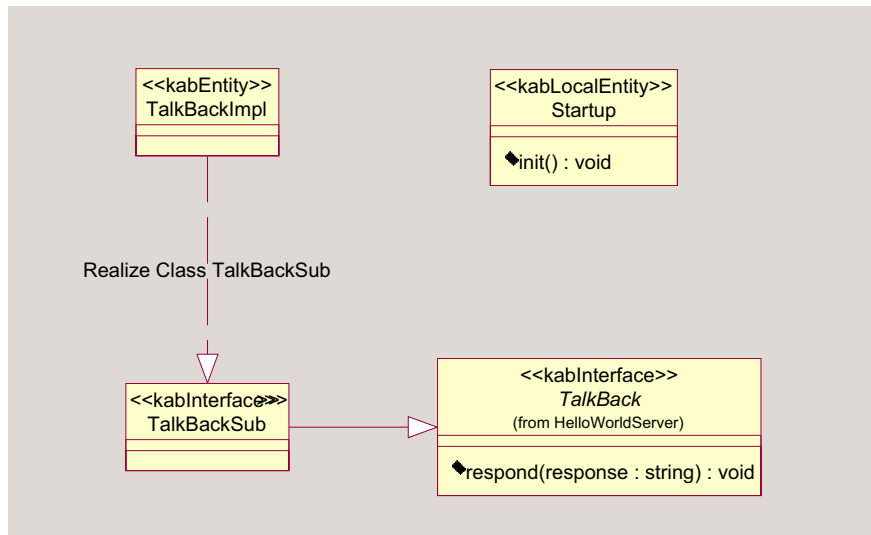 <<kabEntity>>
TalkBackImpl
<<kabLocalEntity>>
Startup
init() : void
Realize Class TalkBackSub
<<kabInterface>>
TalkBackSub
<<kabInterface>>
TalkBack
(from HelloWorldServer)
respond(response : string) : void